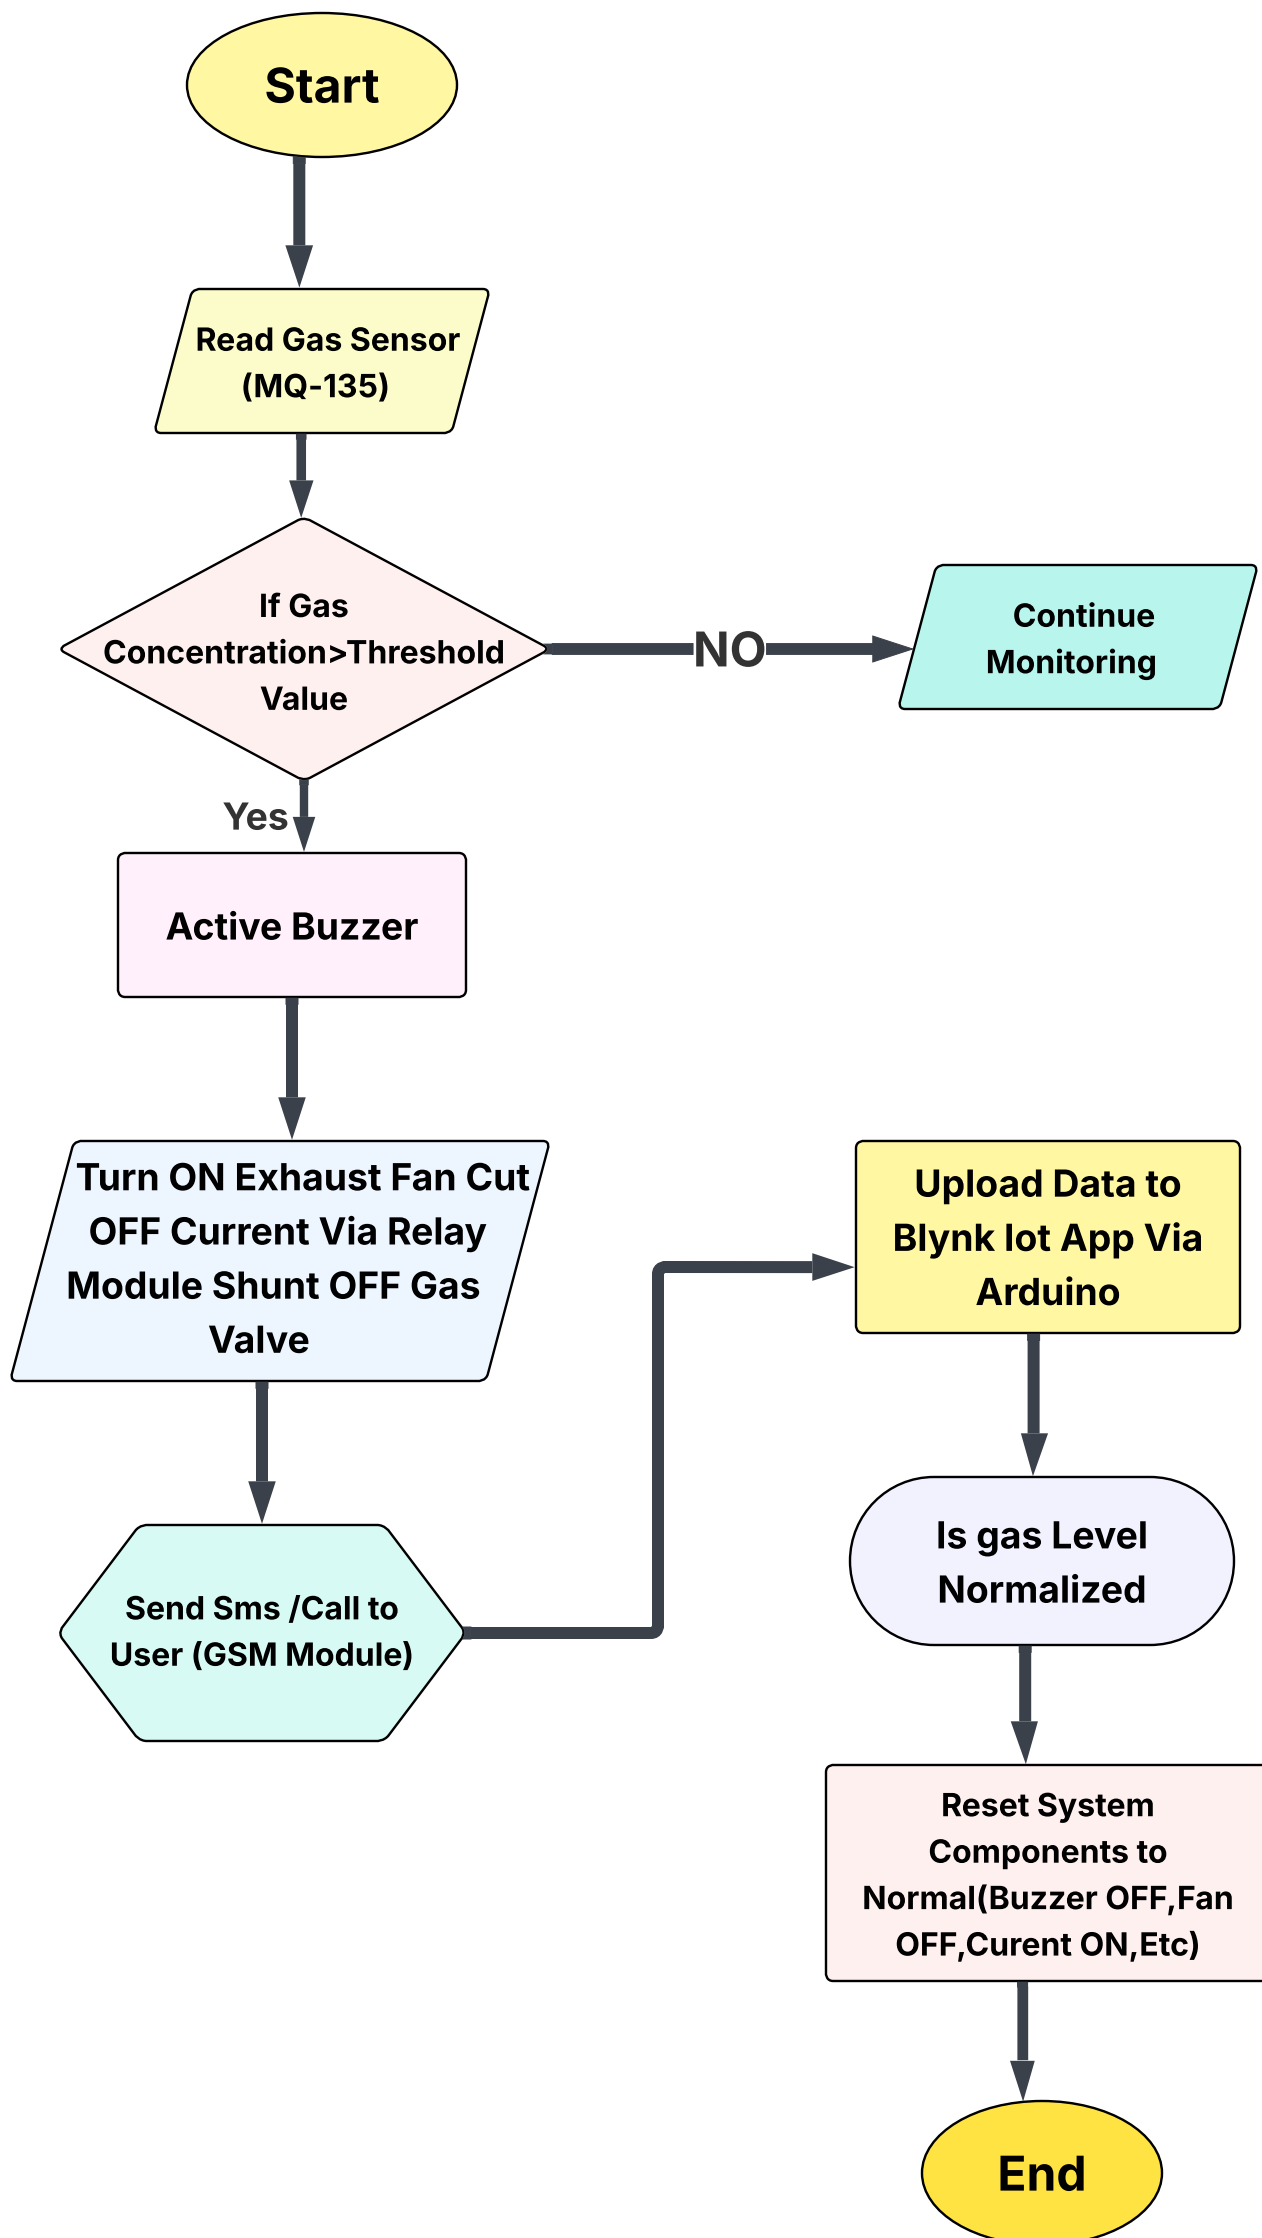 Start
Read Gas Sensor
(MQ-135)
If Gas
Concentration>Threshold
Value
NO
Continue
Monitoring
Yes
Active Buzzer
Turn ON Exhaust Fan Cut
OFF Current Via Relay
Module Shunt OFF Gas
Valve
Send Sms /Call to
User (GSM Module)
Upload Data to
Blynk Iot App Via
Arduino
Is gas Level
Normalized
Reset System
Components to
Normal(Buzzer OFF,Fan
OFF,Curent ON,Etc)
End